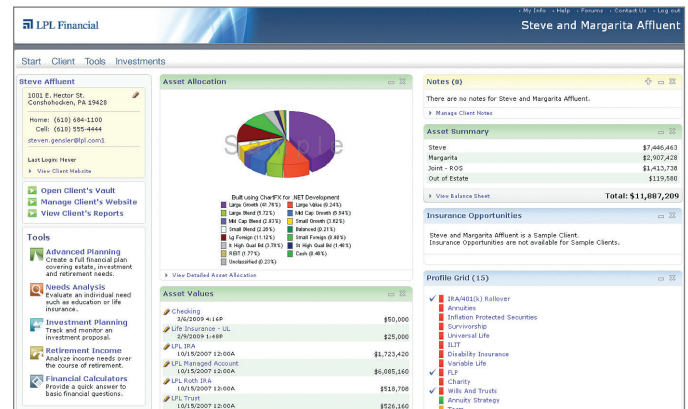 My Info Help Forums Contact Us Log out
LPL Financial
Steve and Margarita Affluent
Start Client Tools Investments
Steve Affluent
1001 E. Hector St.
Conshohocken, PA 19428
Home: (610) 684-1100
Cell: (610) 555-4444
steven.gensler@lpl.com1
Last Login: Never
View Client Website
Open Client's Vault
Manage Client's Website
View Client's Reports
Tools
Advanced Planning
Create a full financial plan
covering estate, investment
and retirement needs.
Needs Analysis
Evaluate an individual need
such as education or life
insurance.
Investment Planning
Track and monitor an
investment proposal.
Retirement Income
Analyze income needs over
the course of retirement.
Financial Calculators
Provide a quick answer to
basic financial questions.
Asset Allocation
Sample
Built using ChartFX for .NET Development
Large Growth (41.76%) Large Value (9.24%)
Large Blend (5.72%) Mid Cap Growth (8.54%)
Mid Cap Blend (2.93%) Small Growth (3.62%)
Small Blend (2.26%) Balanced (0.21%)
Lg Foreign (11.12%) Small Foreign (9.98%)
It High Qual Bd (3.78%) St High Qual Bd (1.46%)
REIT (1.77%) Cash (0.48%)
Unclassified (0.23%)
View Detailed Asset Allocation
Asset Values
Checking
3/6/2009 4:16P $50,000
Life Insurance - UL
2/9/2009 1:48P $25,000
LPL IRA
10/15/2007 12:00A $1,723,420
LPL Managed Account
10/15/2007 12:00A $6,085,160
LPL Roth IRA
10/15/2007 12:00A $518,708
LPL Trust
10/15/2007 12:00A $526,160
Notes (0)
There are no notes for Steve and Margarita Affluent.
Manage Client Notes
Asset Summary
Steve $7,446,463
Margarita $2,907,428
Joint - ROS $1,413,738
Out of Estate $119,580
View Balance Sheet Total: $11,887,209
Insurance Opportunities
Steve and Margarita Affluent is a Sample Client.
Insurance Opportunities are not available for Sample Clients.
Profile Grid (15)
IRA/401(k) Rollover
Annuities
Inflation Protected Securities
Survivorship
Universal Life
ILIT
Disability Insurance
Variable Life
FLP
Charity
Wills And Trusts
Annuity Strategy
Term